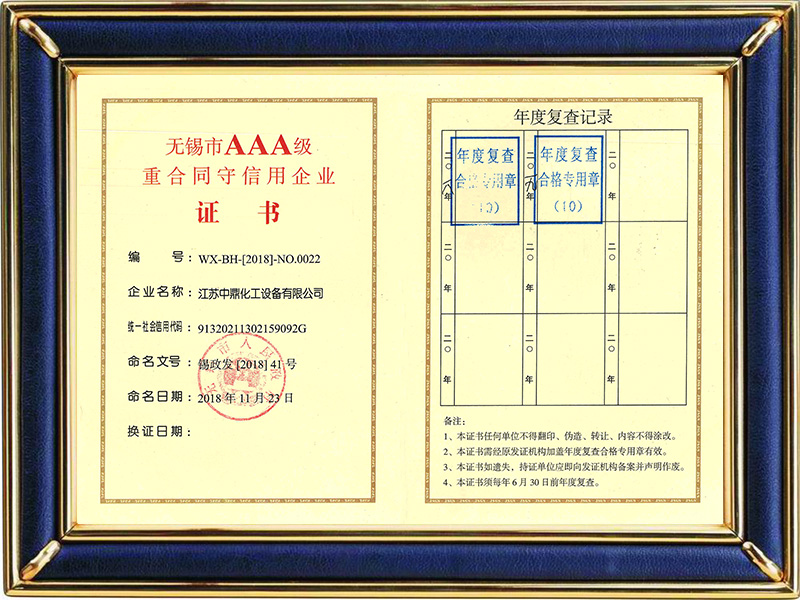 无锡市AAA级
重合同守信用企业
证 书
编 号：WX-BH-[2018]-NO.0022
企业名称：江苏中鼎化工设备有限公司
统一社会信用代码：91320211302159092G
命名文号：锡政发[2018]41号
命名日期：2018年11月23日
换证日期：
年度复查记录
二〇八年
年度复查
合格专用章
(10)
二〇一九年
年度复查
合格专用章
(10)
二〇 年
二〇 年
二〇 年
二〇 年
二〇 年
二〇 年
二〇 年
备注：
1、本证书任何单位不得翻印、伪造、转让、内容不得涂改。
2、本证书需经原发证机构加盖年度复查合格专用章有效。
3、本证书如遗失，持证单位应即向发证机构备案并声明作废。
4、本证书须每年6月30日前年度复查。